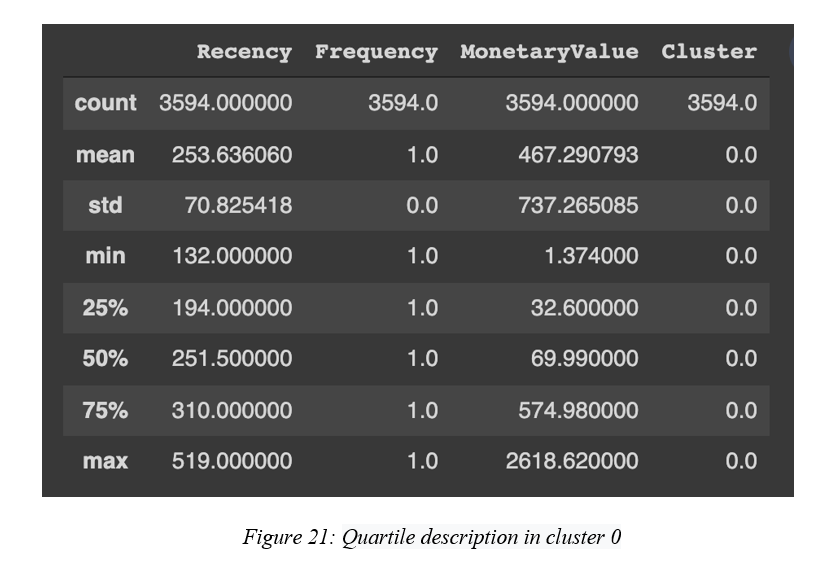 Recency Frequency MonetaryValue Cluster
count 3594.000000 3594.0 3594.000000 3594.0
mean 253.636060 1.0 467.290793 0.0
std 70.825418 0.0 737.265085 0.0
min 132.000000 1.0 1.374000 0.0
25% 194.000000 1.0 32.600000 0.0
50% 251.500000 1.0 69.990000 0.0
75% 310.000000 1.0 574.980000 0.0
max 519.000000 1.0 2618.620000 0.0
Figure 21: Quartile description in cluster 0